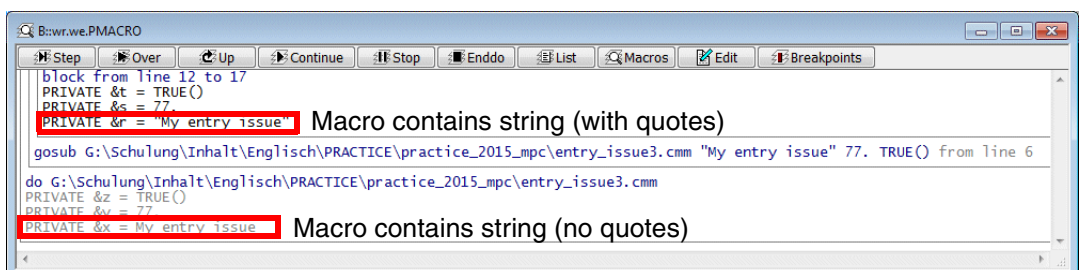 B::wr.we.PMACRO
Step Over Up Continue Stop Enddo List Macros Edit Breakpoints
block from line 12 to 17
PRIVATE &t = TRUE()
PRIVATE &s = 77.
PRIVATE &r = "My entry issue" Macro contains string (with quotes)
gosub G:\Schulung\Inhalt\Englisch\PRACTICE\practice_2015_mpc\entry_issue3.cmm "My entry issue" 77. TRUE() from line 6
do G:\Schulung\Inhalt\Englisch\PRACTICE\practice_2015_mpc\entry_issue3.cmm
PRIVATE &z = TRUE()
PRIVATE &y = 77.
PRIVATE &x = My entry issue Macro contains string (no quotes)